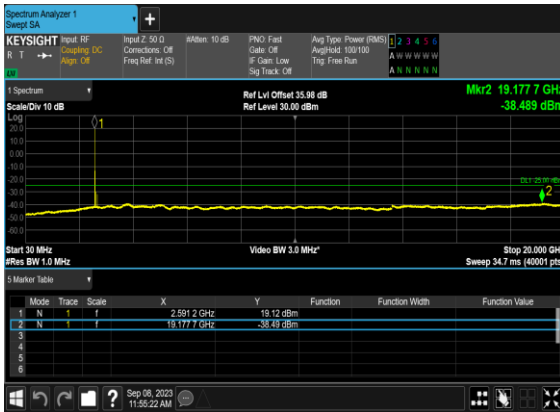 Spectrum Analyzer 1
Swept SA
+
KEYSIGHT Input: RF Input Z: 50 Ω #Atten: 10 dB PNO: Fast Avg Type: Power (RMS) 1 2 3 4 5 6
R T Coupling: DC Corrections: Off Gate: Off Avg|Hold: 100/100 A W W W W W
Align: Off Freq Ref: Int (S) IF Gain: Low Trig: Free Run
Sig Track: Off A N N N N N
1 Spectrum Mkr2 19.177 7 GHz
Ref Lvl Offset 35.98 dB
Scale/Div 10 dB Ref Level 30.00 dBm -38.489 dBm
Log
20.0
10.0
0.00
-10.0
-20.0
-30.0
-40.0
-50.0
-60.0
1
DL1 -25.00 dBm
2
Start 30 MHz Video BW 3.0 MHz* Stop 20.000 GHz
#Res BW 1.0 MHz Sweep 34.7 ms (40001 pts)
5 Marker Table
Mode Trace Scale X Y Function Function Width Function Value
1 N 1 f 2.591 2 GHz 19.12 dBm
2 N 1 f 19.177 7 GHz -38.49 dBm
3
4
5
6
? Sep 08, 2023
11:55:22 AM